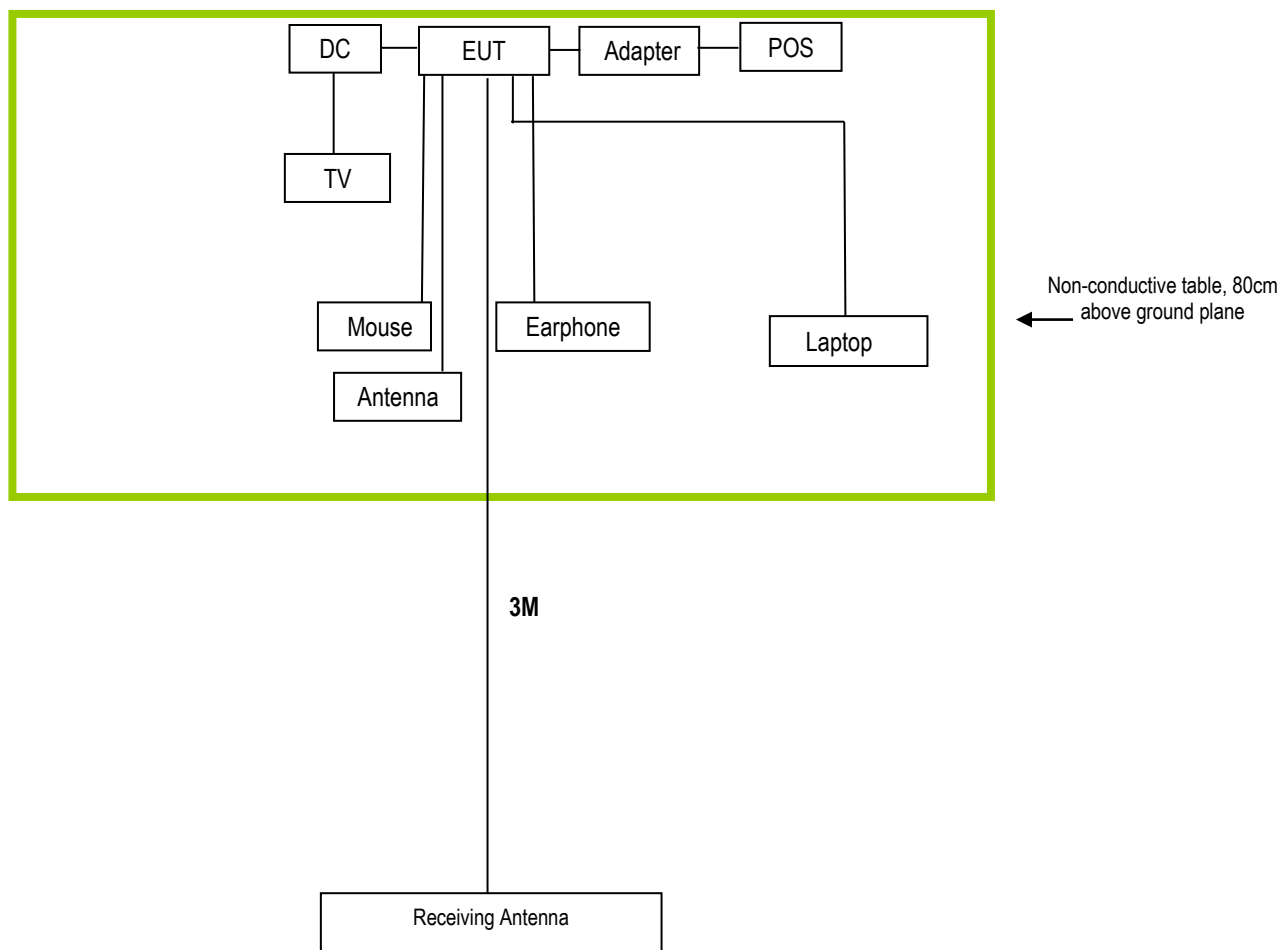 DC
EUT
Adapter
POS
TV
Mouse
Earphone
Laptop
Antenna
Non-conductive table, 80cm
above ground plane
3M
Receiving Antenna